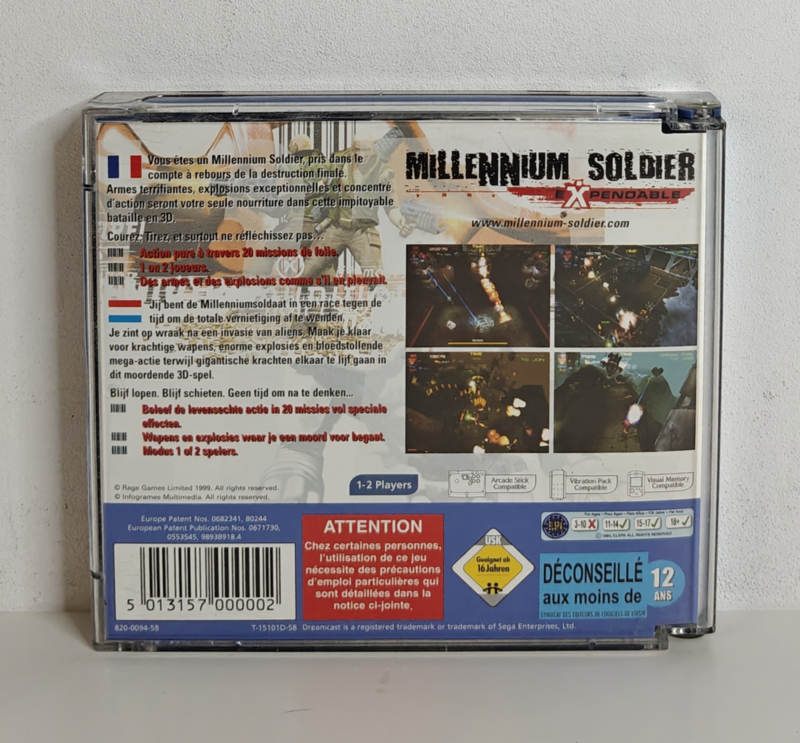 Vous êtes un Millennium Soldier, pris dans le
compte à rebours de la destruction finale.
Armes terrifiantes, explosions exceptionnelles et concentré
d'action seront votre seule nourriture dans cette impitoyable
bataille en 3D.
Courez, Tirez, et surtout ne réfléchissez pas...
Action pure à travers 20 missions de folie.
1 ou 2 joueurs.
Des armes et des explosions comme s'il en pleuvait.
Jij bent de Millenniumsoldaat in een race tegen de
tijd om de totale vernietiging af te wenden.
Je zint op wraak na een invasie van aliens. Maak je klaar
voor krachtige wapens, enorme explosies en bloedstollende
mega-actie terwijl gigantische krachten elkaar te lijf gaan in
dit moordende 3D-spel.
Blijf lopen. Blijf schieten. Geen tijd om na te denken...
Beleef de levensechte actie in 20 missies vol speciale
effecten.
Wapens en explosies waar je een moord voor begaat.
Modus 1 of 2 spelers.
© Rage Games Limited 1999. All rights reserved.
© Infogrames Multimedia. All rights reserved.
MILLENNIUM SOLDIER
EXPENDABLE
www.millennium-soldier.com
1-2 Players
Arcade Stick
Compatible
Vibration Pack
Compatible
Visual Memory
Compatible
Europe Patent Nos. 0682341, 80244
European Patent Publication Nos. 0671730,
0553545, 98938918.4
5 013157 000002
820-0094-58
ATTENTION
Chez certaines personnes,
l'utilisation de ce jeu
nécessite des précautions
d'emploi particulières qui
sont détaillées dans la
notice ci-jointe.
USK
Geeignet ab
16 Jahren
ELSPA
3-10 11-14 15-17 18+
DÉCONSEILLÉ
aux moins de
12
ANS
SYNDICAT DES EDITEURS DE LOGICIELS DE LOISIR
T-15101D-58 Dreamcast is a registered trademark or trademark of Sega Enterprises, Ltd.